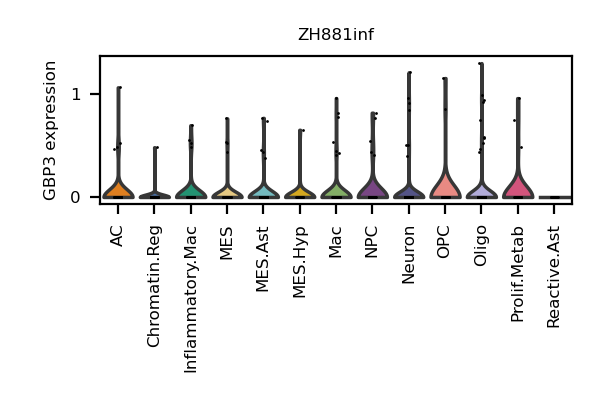 ZH881inf
GBP3 expression
1
0
AC
Chromatin.Reg
Inflammatory.Mac
MES
MES.Ast
MES.Hyp
Mac
NPC
Neuron
OPC
Oligo
Prolif.Metab
Reactive.Ast